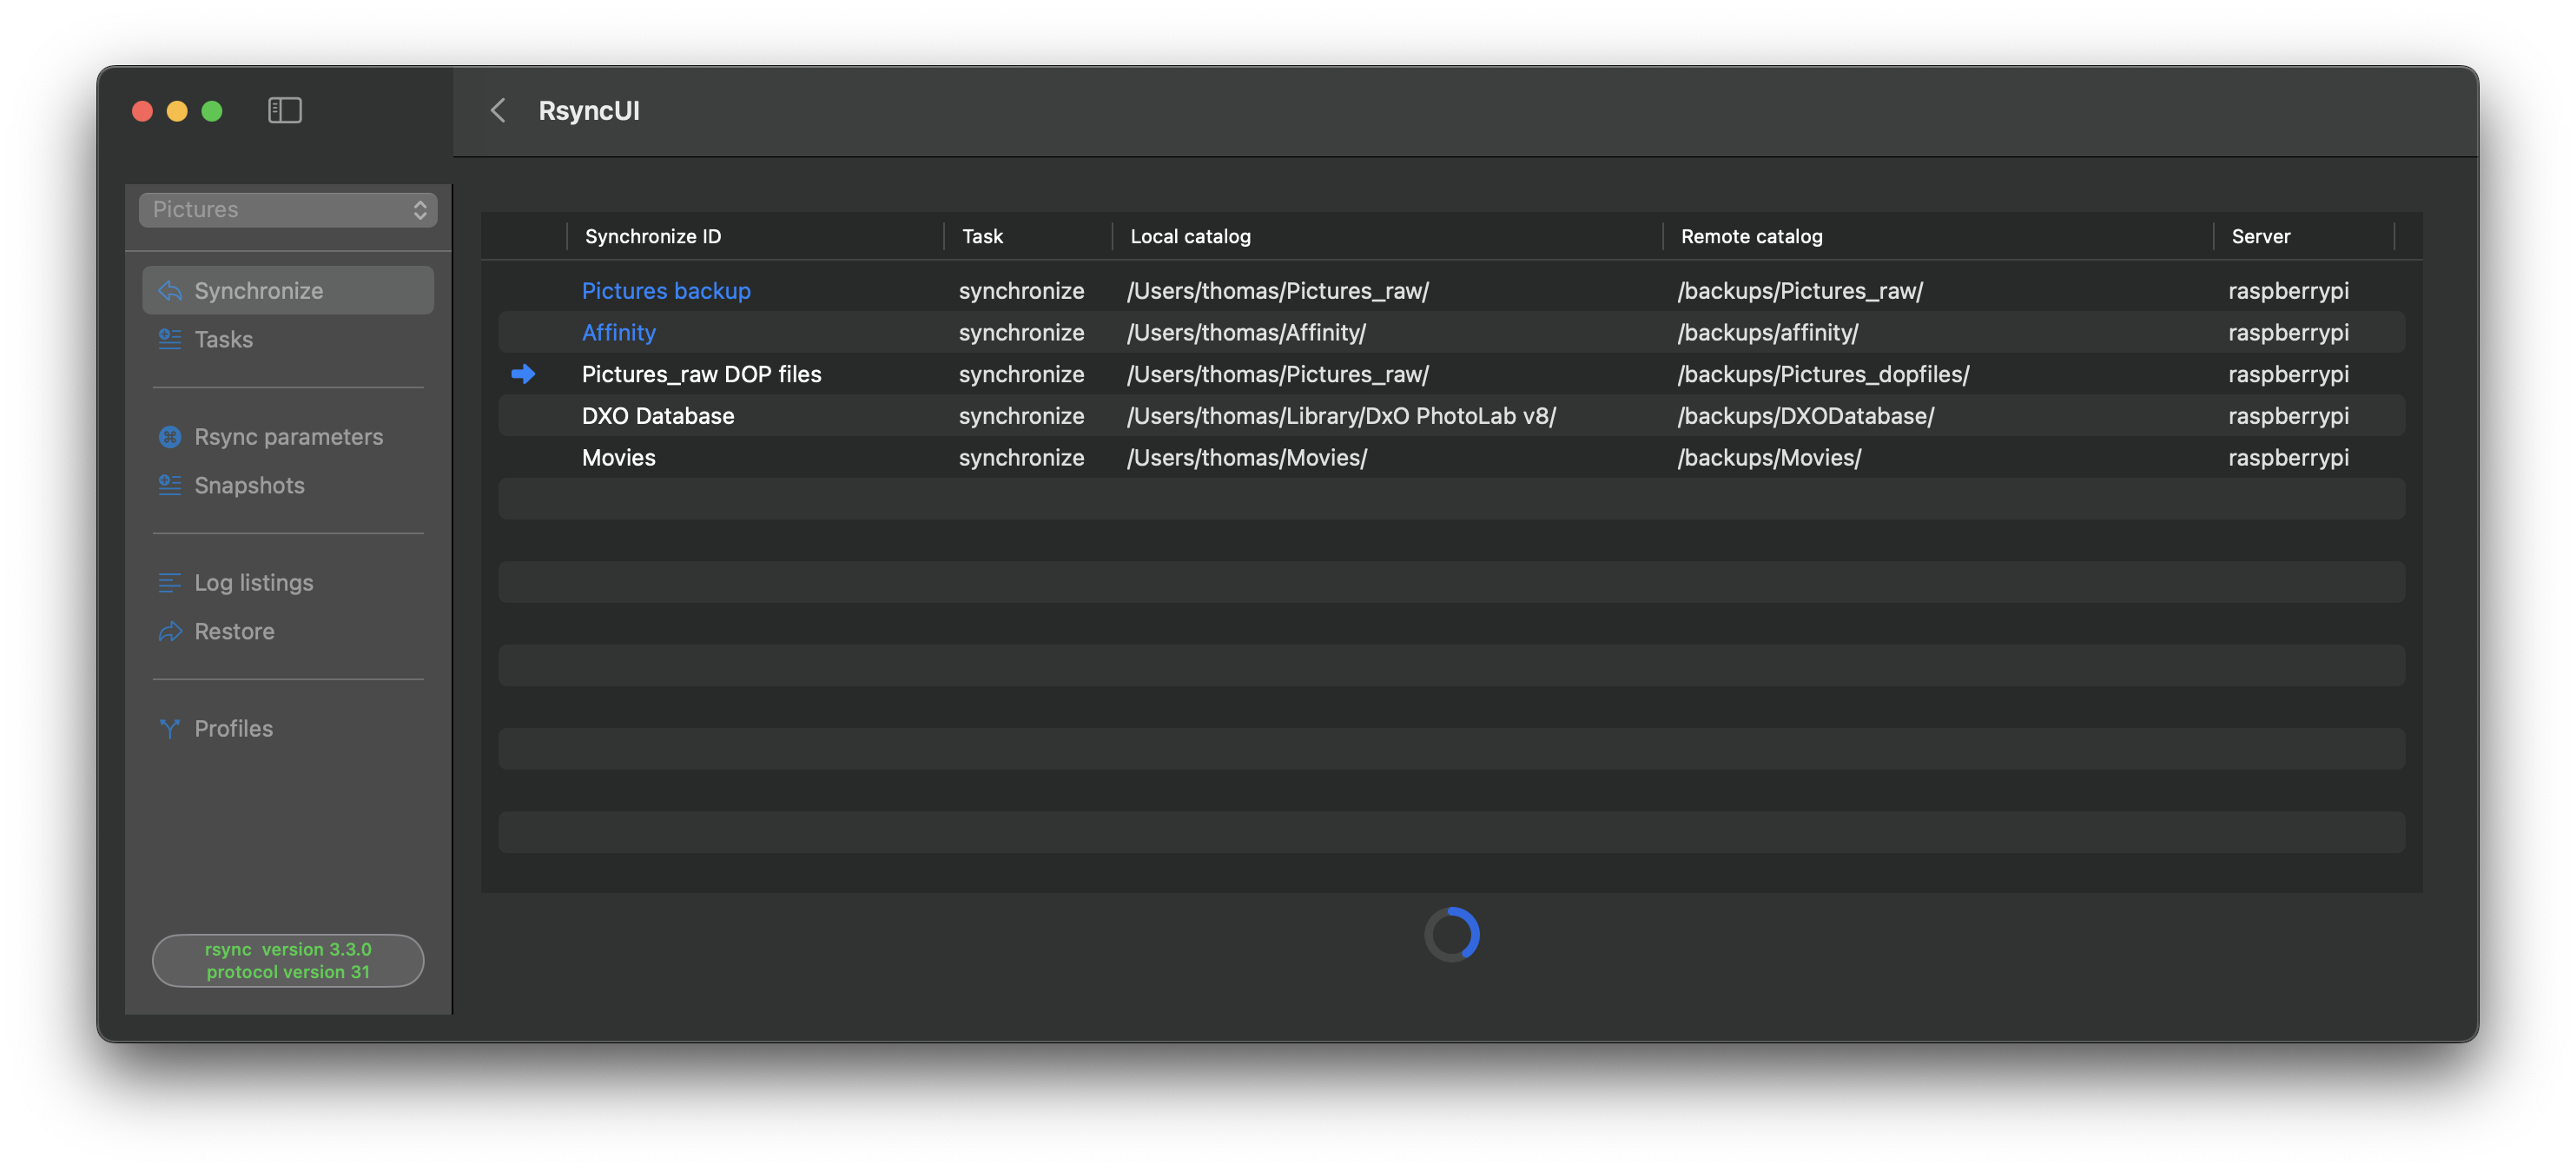 RsyncUI
Pictures
Synchronize
Tasks
Rsync parameters
Snapshots
Log listings
Restore
Profiles
rsync  version 3.3.0
protocol version 31
Synchronize ID Task Local catalog Remote catalog Server
Pictures backup synchronize /Users/thomas/Pictures_raw/ /backups/Pictures_raw/ raspberrypi
Affinity synchronize /Users/thomas/Affinity/ /backups/affinity/ raspberrypi
Pictures_raw DOP files synchronize /Users/thomas/Pictures_raw/ /backups/Pictures_dopfiles/ raspberrypi
DXO Database synchronize /Users/thomas/Library/DxO PhotoLab v8/ /backups/DXODatabase/ raspberrypi
Movies synchronize /Users/thomas/Movies/ /backups/Movies/ raspberrypi